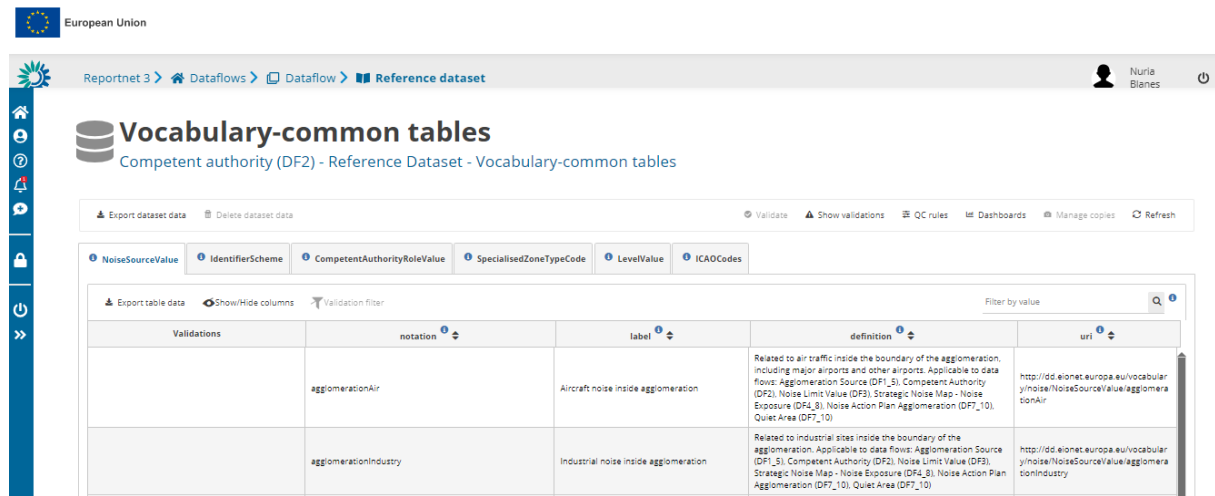 European Union
Reportnet 3 Dataflows Dataflow Reference dataset
Nuria
Blanes
Vocabulary-common tables
Competent authority (DF2) - Reference Dataset - Vocabulary-common tables
Export dataset data Delete dataset data Validate Show validations QC rules Dashboards Manage copies Refresh
NoiseSourceValue IdentifierScheme CompetentAuthorityRoleValue SpecialisedZoneTypeCode LevelValue ICAOCodes
Export table data Show/Hide columns Validation filter Filter by value
Validations notation label definition uri
agglomerationAir
Aircraft noise inside agglomeration
Related to air traffic inside the boundary of the agglomeration,
including major airports and other airports. Applicable to data
flows: Agglomeration Source (DF1_5), Competent Authority
(DF2), Noise Limit Value (DF3), Strategic Noise Map - Noise
Exposure (DF4_8), Noise Action Plan Agglomeration (DF7_10),
Quiet Area (DF7_10)
http://dd.eionet.europa.eu/vocabular
y/noise/NoiseSourceValue/agglomera
tionAir
agglomerationIndustry
Industrial noise inside agglomeration
Related to industrial sites inside the boundary of the
agglomeration. Applicable to data flows: Agglomeration Source
(DF1_5), Competent Authority (DF2), Noise Limit Value (DF3),
Strategic Noise Map - Noise Exposure (DF4_8), Noise Action Plan
Agglomeration (DF7_10), Quiet Area (DF7_10)
http://dd.eionet.europa.eu/vocabular
y/noise/NoiseSourceValue/agglomera
tionIndustry